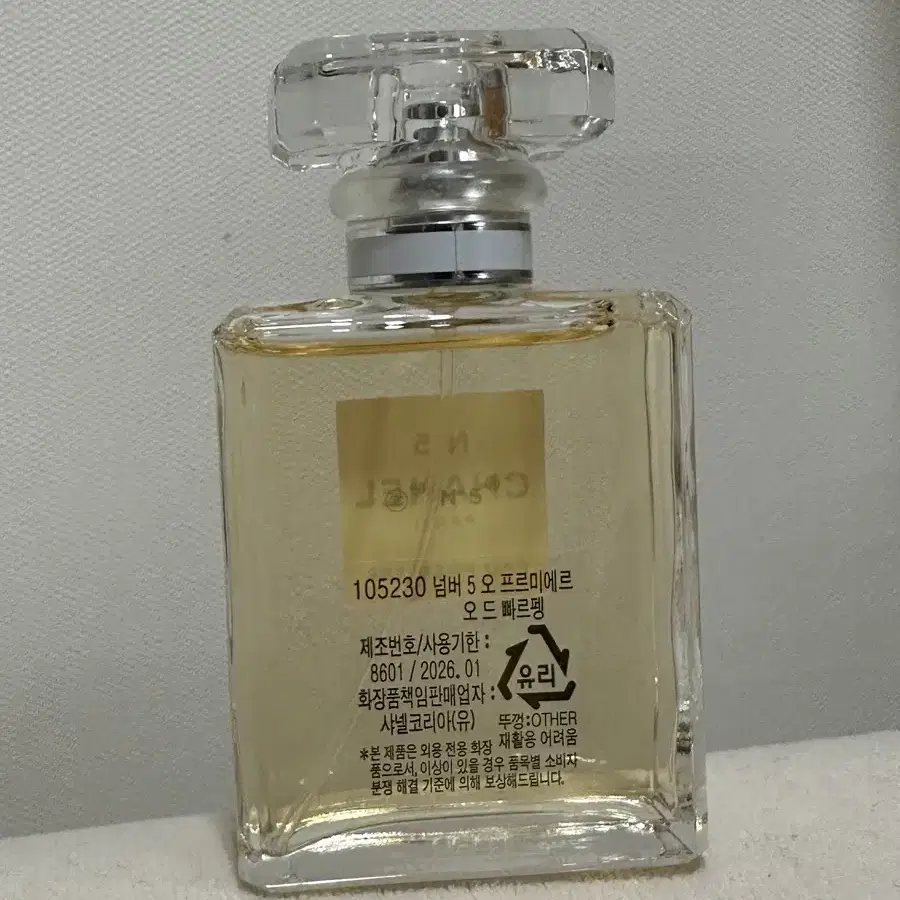 N°5
CHANEL
PARIS
105230 넘버 5 오 프르미에르
오 드 빠르펭
제조번호/사용기한 :
8601 / 2026. 01
화장품책임판매업자 :
샤넬코리아(유)
유리
뚜껑:OTHER
재활용 어려움
*본 제품은 외용 전용 화장
품으로서, 이상이 있을 경우 품목별 소비자
분쟁 해결 기준에 의해 보상해드립니다.